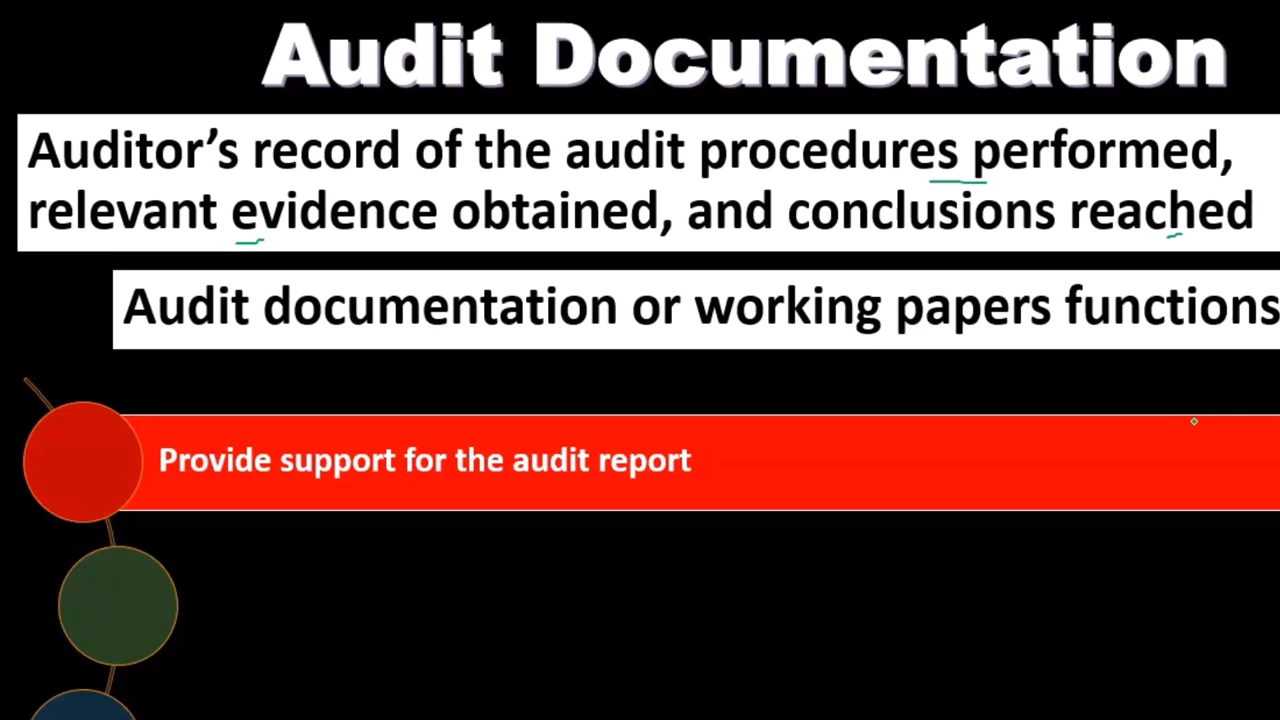 Audit Documentation
Auditor’s record of the audit procedures performed,
relevant evidence obtained, and conclusions reached
Audit documentation or working papers functions
Provide support for the audit report